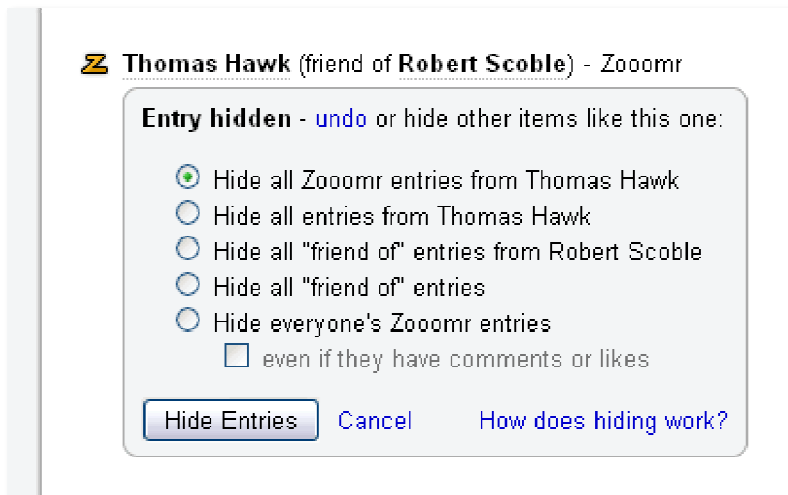 Thomas Hawk (friend of Robert Scoble) - Zooomr
Entry hidden - undo or hide other items like this one:
Hide all Zooomr entries from Thomas Hawk
Hide all entries from Thomas Hawk
Hide all "friend of" entries from Robert Scoble
Hide all "friend of" entries
Hide everyone's Zooomr entries
even if they have comments or likes
Hide Entries Cancel How does hiding work?